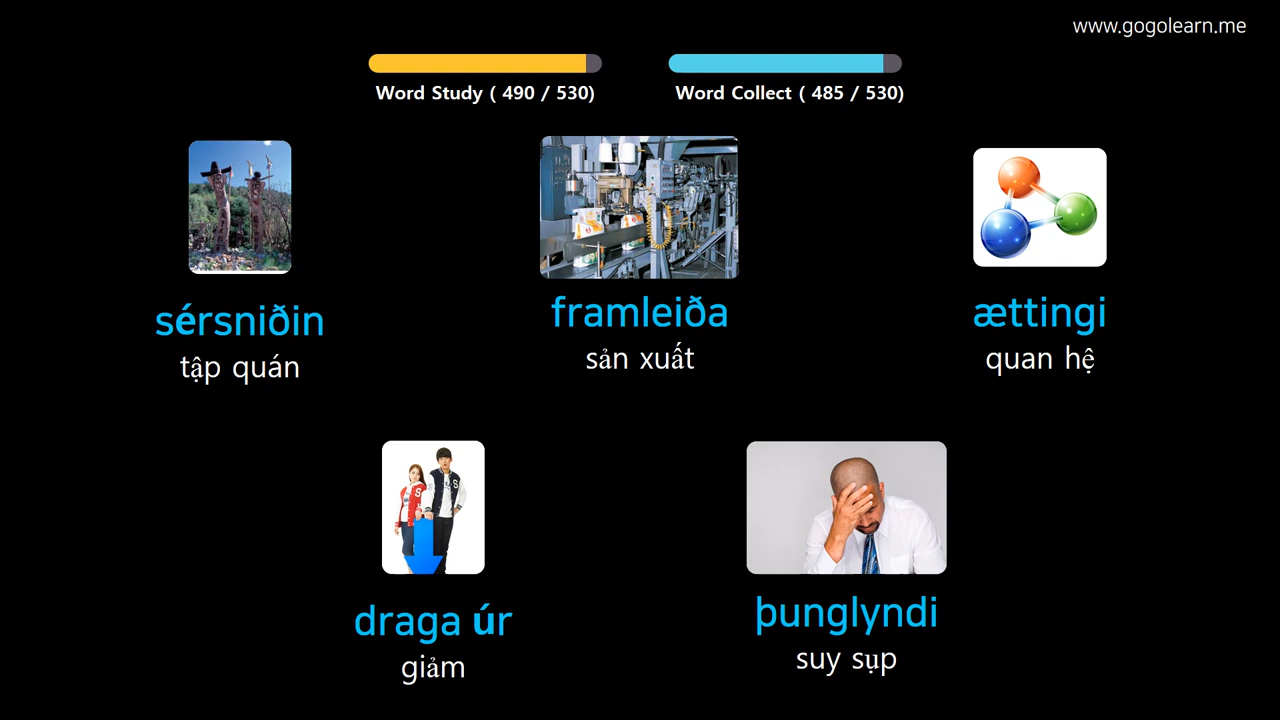 www.gogolearn.me
Word Study ( 490 / 530)
Word Collect ( 485 / 530)
sérsniðin
tập quán
framleiða
sản xuất
ættingi
quan hệ
draga úr
giảm
þunglyndi
suy sụp